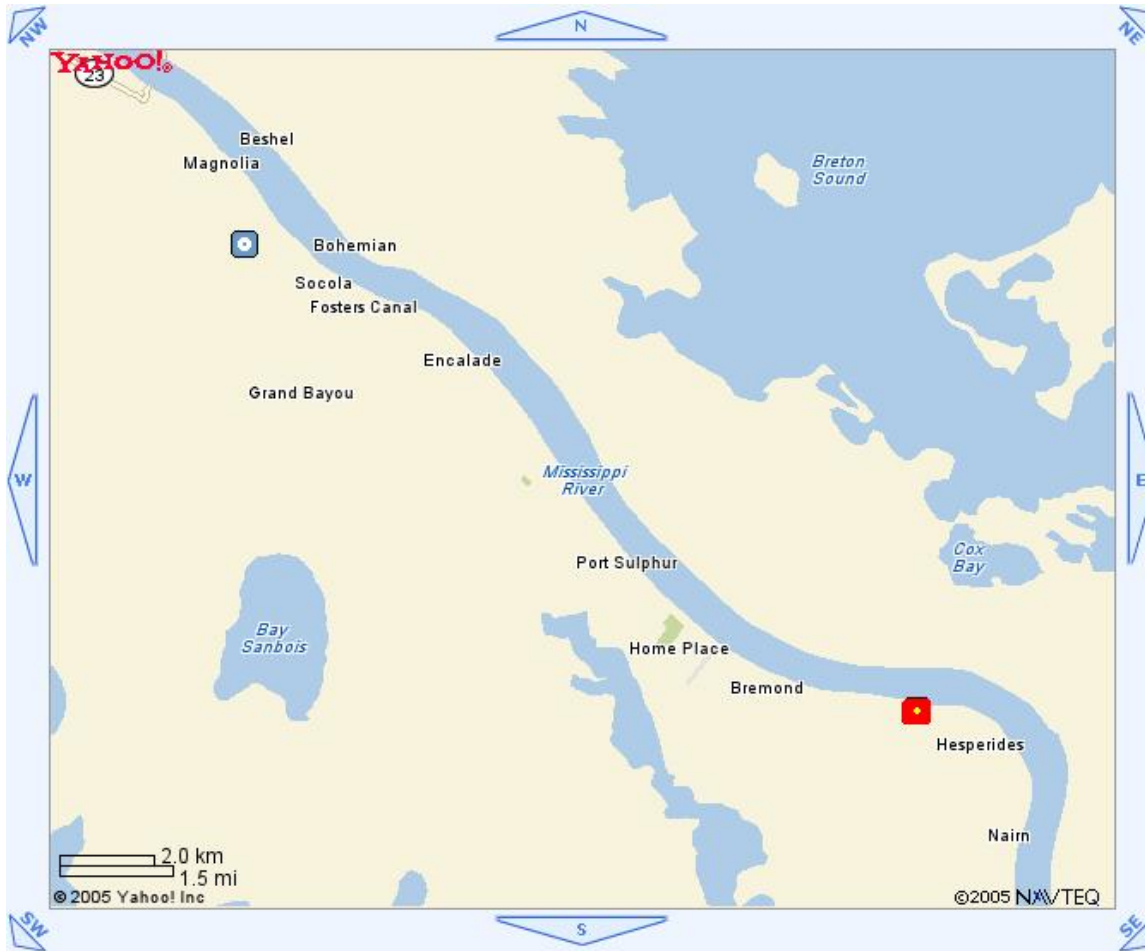 NW
N
NE
YAHOO!®
23
Beshel
Magnolia
Breton
Sound
Bohemian
Socola
Fosters Canal
Encalade
Grand Bayou
W
Mississippi
River
E
Port Sulphur
Cox
Bay
Bay
Sanbois
Home Place
Bremond
Hesperides
Nairn
2.0 km
1.5 mi
© 2005 Yahoo! Inc
©2005 NAVTEQ
SW
S
SE